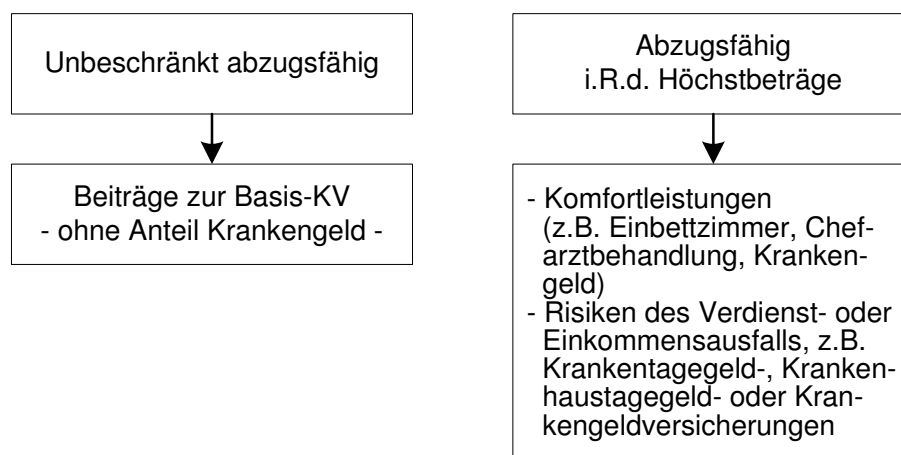 Unbeschränkt abzugsfähig
Beiträge zur Basis-KV
- ohne Anteil Krankengeld -
Abzugsfähig
i.R.d. Höchstbeträge
- Komfortleistungen
(z.B. Einbettzimmer, Chef-
arztbehandlung, Kranken-
geld)
- Risiken des Verdienst- oder
Einkommensausfalls, z.B.
Krankentagegeld-, Kranken-
haustagegeld- oder Kran-
kengeldversicherungen